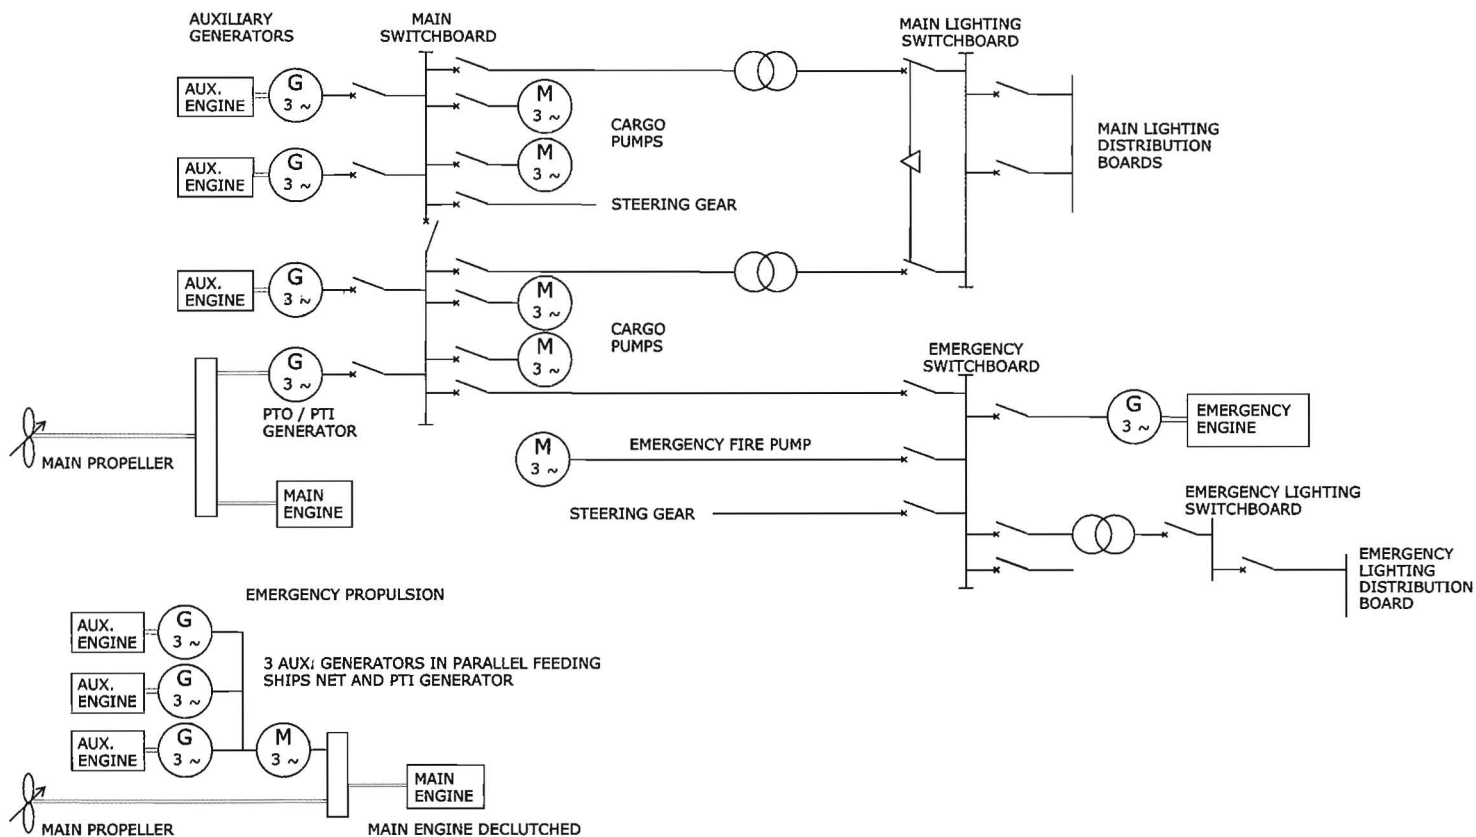 AUXILIARY
GENERATORS
MAIN
SWITCHBOARD
MAIN LIGHTING
SWITCHBOARD
AUX.
ENGINE
G
3 ~
M
3 ~
CARGO
PUMPS
MAIN LIGHTING
DISTRIBUTION
BOARDS
AUX.
ENGINE
G
3 ~
M
3 ~
STEERING GEAR
AUX.
ENGINE
G
3 ~
M
3 ~
CARGO
PUMPS
M
3 ~
EMERGENCY
SWITCHBOARD
G
3 ~
PTO / PTI
GENERATOR
G
3 ~
EMERGENCY
ENGINE
MAIN PROPELLER
M
3 ~
EMERGENCY FIRE PUMP
MAIN
ENGINE
STEERING GEAR
EMERGENCY LIGHTING
SWITCHBOARD
EMERGENCY
LIGHTING
DISTRIBUTION
BOARD
EMERGENCY PROPULSION
AUX.
ENGINE
G
3 ~
3 AUX. GENERATORS IN PARALLEL FEEDING
SHIPS NET AND PTI GENERATOR
AUX.
ENGINE
G
3 ~
AUX.
ENGINE
G
3 ~
M
3 ~
MAIN
ENGINE
MAIN PROPELLER
MAIN ENGINE DECLUTCHED